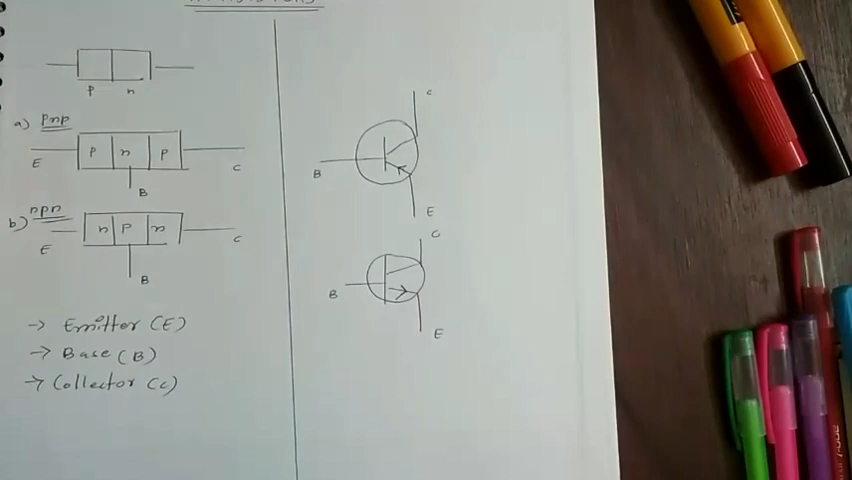 p n
a) pnp
E p n p C
B
b) npn
E n p n C
B
→ Emitter (E)
→ Base (B)
→ Collector (C)
C
B
E
C
B
E